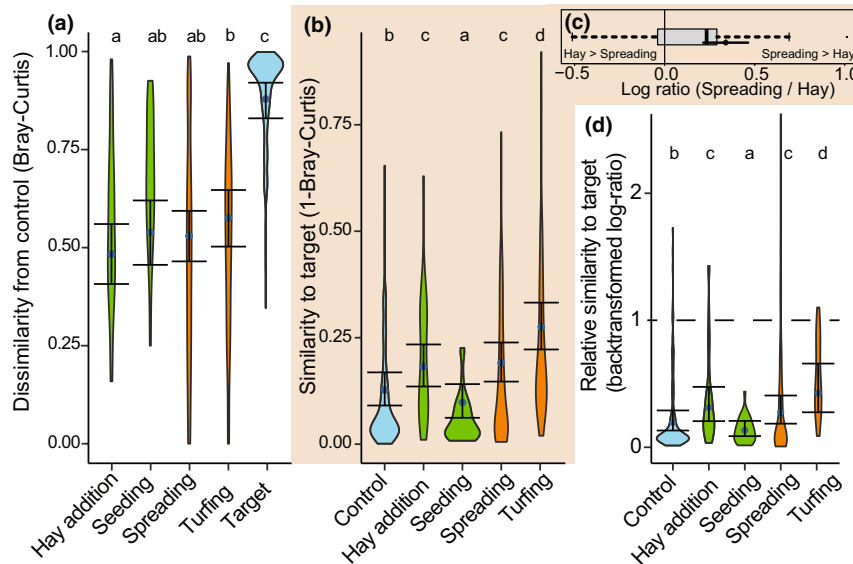 (a)
a ab ab b c
Dissimilarity from control (Bray-Curtis)
1.00
0.75
0.50
0.25
0.00
Hay addition
Seeding
Spreading
Turfing
Target
(b)
b c a c d
Similarity to target (1-Bray-Curtis)
0.75
0.50
0.25
0.00
Control
Hay addition
Seeding
Spreading
Turfing
(c)
Hay > Spreading
Spreading > Hay
-0.5 0.0 0.5 1.0
Log ratio (Spreading / Hay)
(d)
b c a c d
Relative similarity to target
(backtransformed log-ratio)
2
1
0
Control
Hay addition
Seeding
Spreading
Turfing